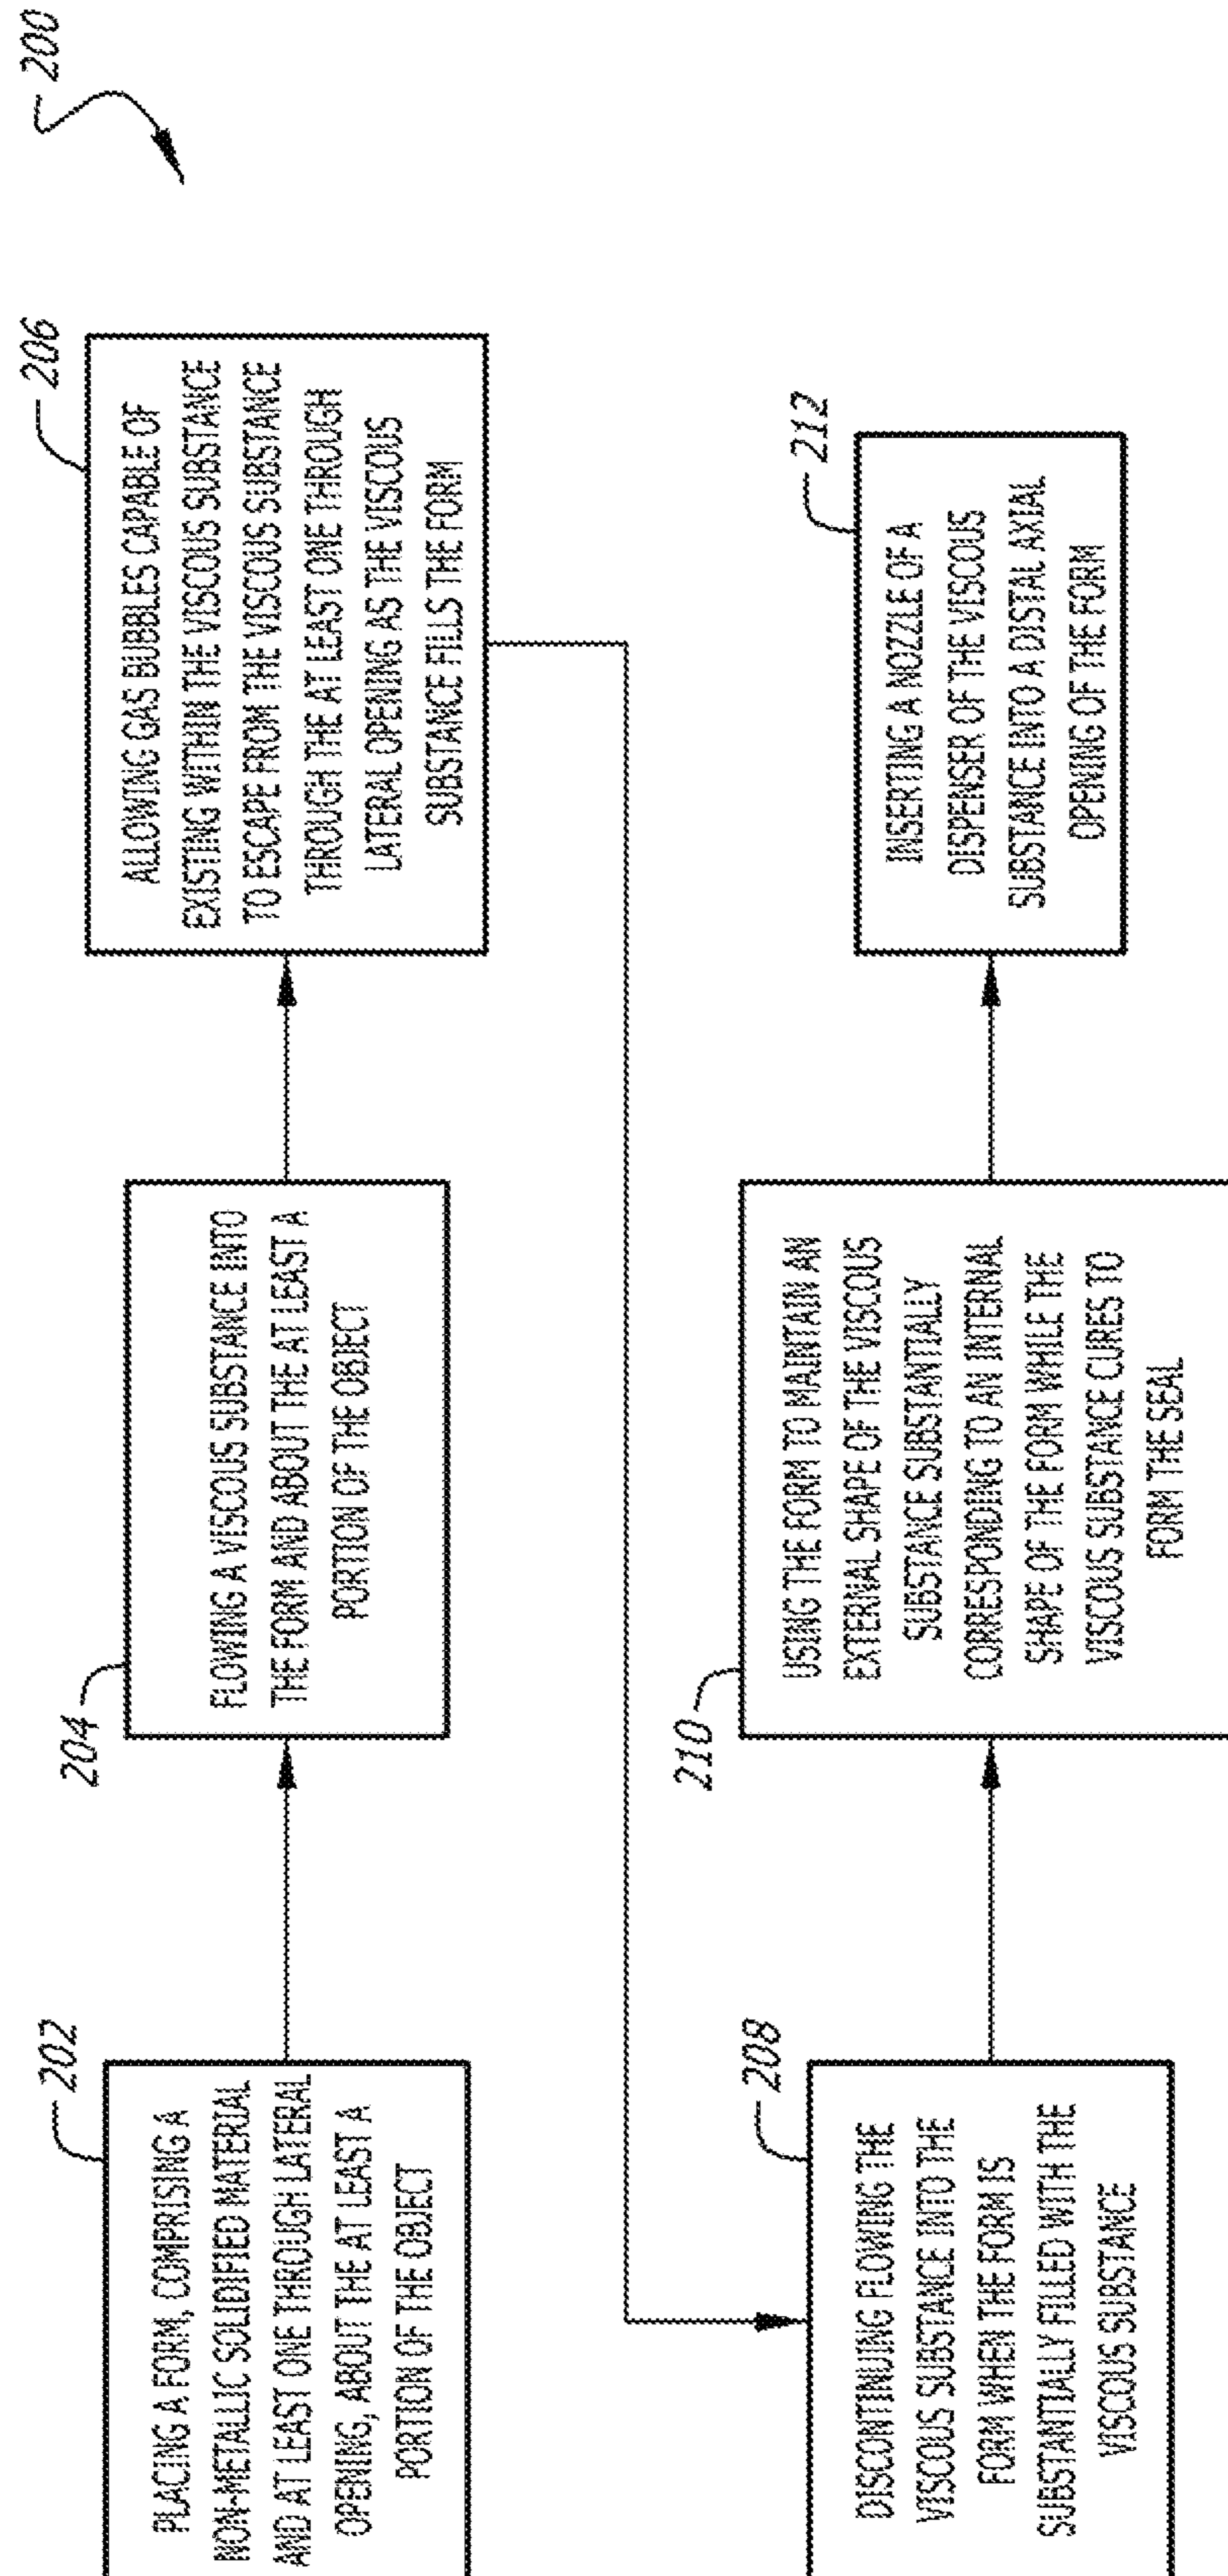 200
202
PLACING A FORM, COMPRISING A
NON-METALLIC SOLIDIFIED MATERIAL
AND AT LEAST ONE THROUGH LATERAL
OPENING, ABOUT THE AT LEAST A
PORTION OF THE OBJECT
204
FLOWING A VISCOUS SUBSTANCE INTO
THE FORM AND ABOUT THE AT LEAST A
PORTION OF THE OBJECT
206
ALLOWING GAS BUBBLES CAPABLE OF
EXISTING WITHIN THE VISCOUS SUBSTANCE
TO ESCAPE FROM THE VISCOUS SUBSTANCE
THROUGH THE AT LEAST ONE THROUGH
LATERAL OPENING AS THE VISCOUS
SUBSTANCE FILLS THE FORM
208
DISCONTINUING FLOWING THE
VISCOUS SUBSTANCE INTO THE
FORM WHEN THE FORM IS
SUBSTANTIALLY FILLED WITH THE
VISCOUS SUBSTANCE
210
USING THE FORM TO MAINTAIN AN
EXTERNAL SHAPE OF THE VISCOUS
SUBSTANCE SUBSTANTIALLY
CORRESPONDING TO AN INTERNAL
SHAPE OF THE FORM WHILE THE
VISCOUS SUBSTANCE CURES TO
FORM THE SEAL
212
INSERTING A NOZZLE OF A
DISPENSER OF THE VISCOUS
SUBSTANCE INTO A DISTAL AXIAL
OPENING OF THE FORM